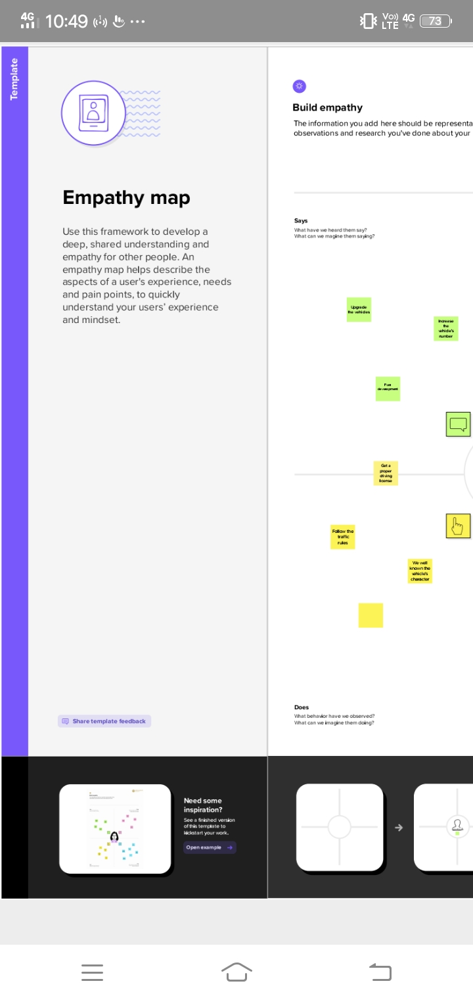 4G
10:49
Vo))
LTE
4G
73
Template
Empathy map
Use this framework to develop a
deep, shared understanding and
empathy for other people. An
empathy map helps describe the
aspects of a user's experience, needs
and pain points, to quickly
understand your users' experience
and mindset.
Share template feedback
Build empathy
The information you add here should be representa
observations and research you've done about your
Says
What have we heard them say?
What can we magine them saying?
Upgrade
the vehicles
Increase
the
vehicle's
number
development
Get a
proper
driving
license
Follow the
traffic
rules
We well
known the
vehicle's
character
Does
What behavior have we observed?
What can we imagine them doing?
Need some
inspiration?
See a finished version
of this template to
kickstart your work.
Open example